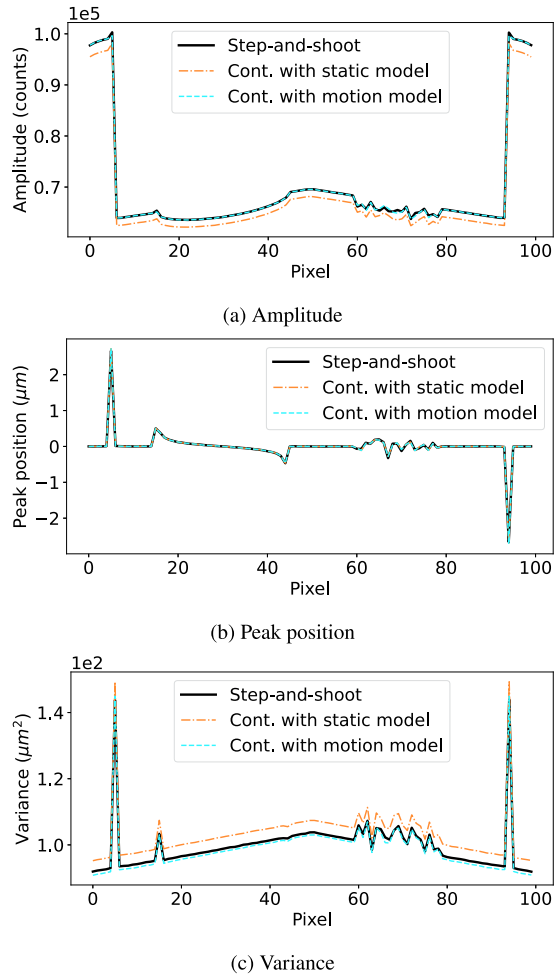 1e5
Step-and-shoot
Cont. with static model
Cont. with motion model
Amplitude (counts)
1.0
0.9
0.8
0.7
0 20 40 60 80 100
Pixel
(a) Amplitude
Step-and-shoot
Cont. with static model
Cont. with motion model
Peak position (μm)
2
1
0
−1
−2
0 20 40 60 80 100
Pixel
(b) Peak position
1e2
Step-and-shoot
Cont. with static model
Cont. with motion model
Variance (μm²)
1.4
1.2
1.0
0 20 40 60 80 100
Pixel
(c) Variance